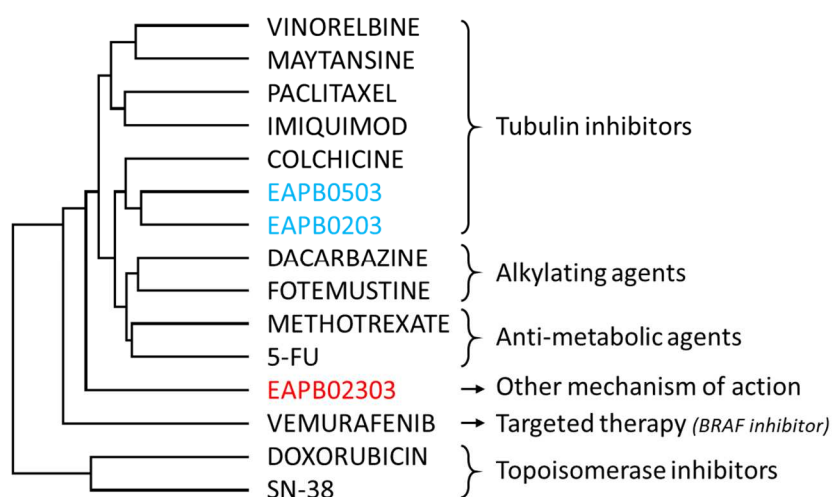 VINORELBINE
MAYTANSINE
PACLITAXEL
IMIQUIMOD
COLCHICINE
EAPB0503
EAPB0203
Tubulin inhibitors
DACARBAZINE
FOTEMUSTINE
Alkylating agents
METHOTREXATE
5-FU
Anti-metabolic agents
EAPB02303
Other mechanism of action
VEMURAFENIB
Targeted therapy (BRAF inhibitor)
DOXORUBICIN
SN-38
Topoisomerase inhibitors